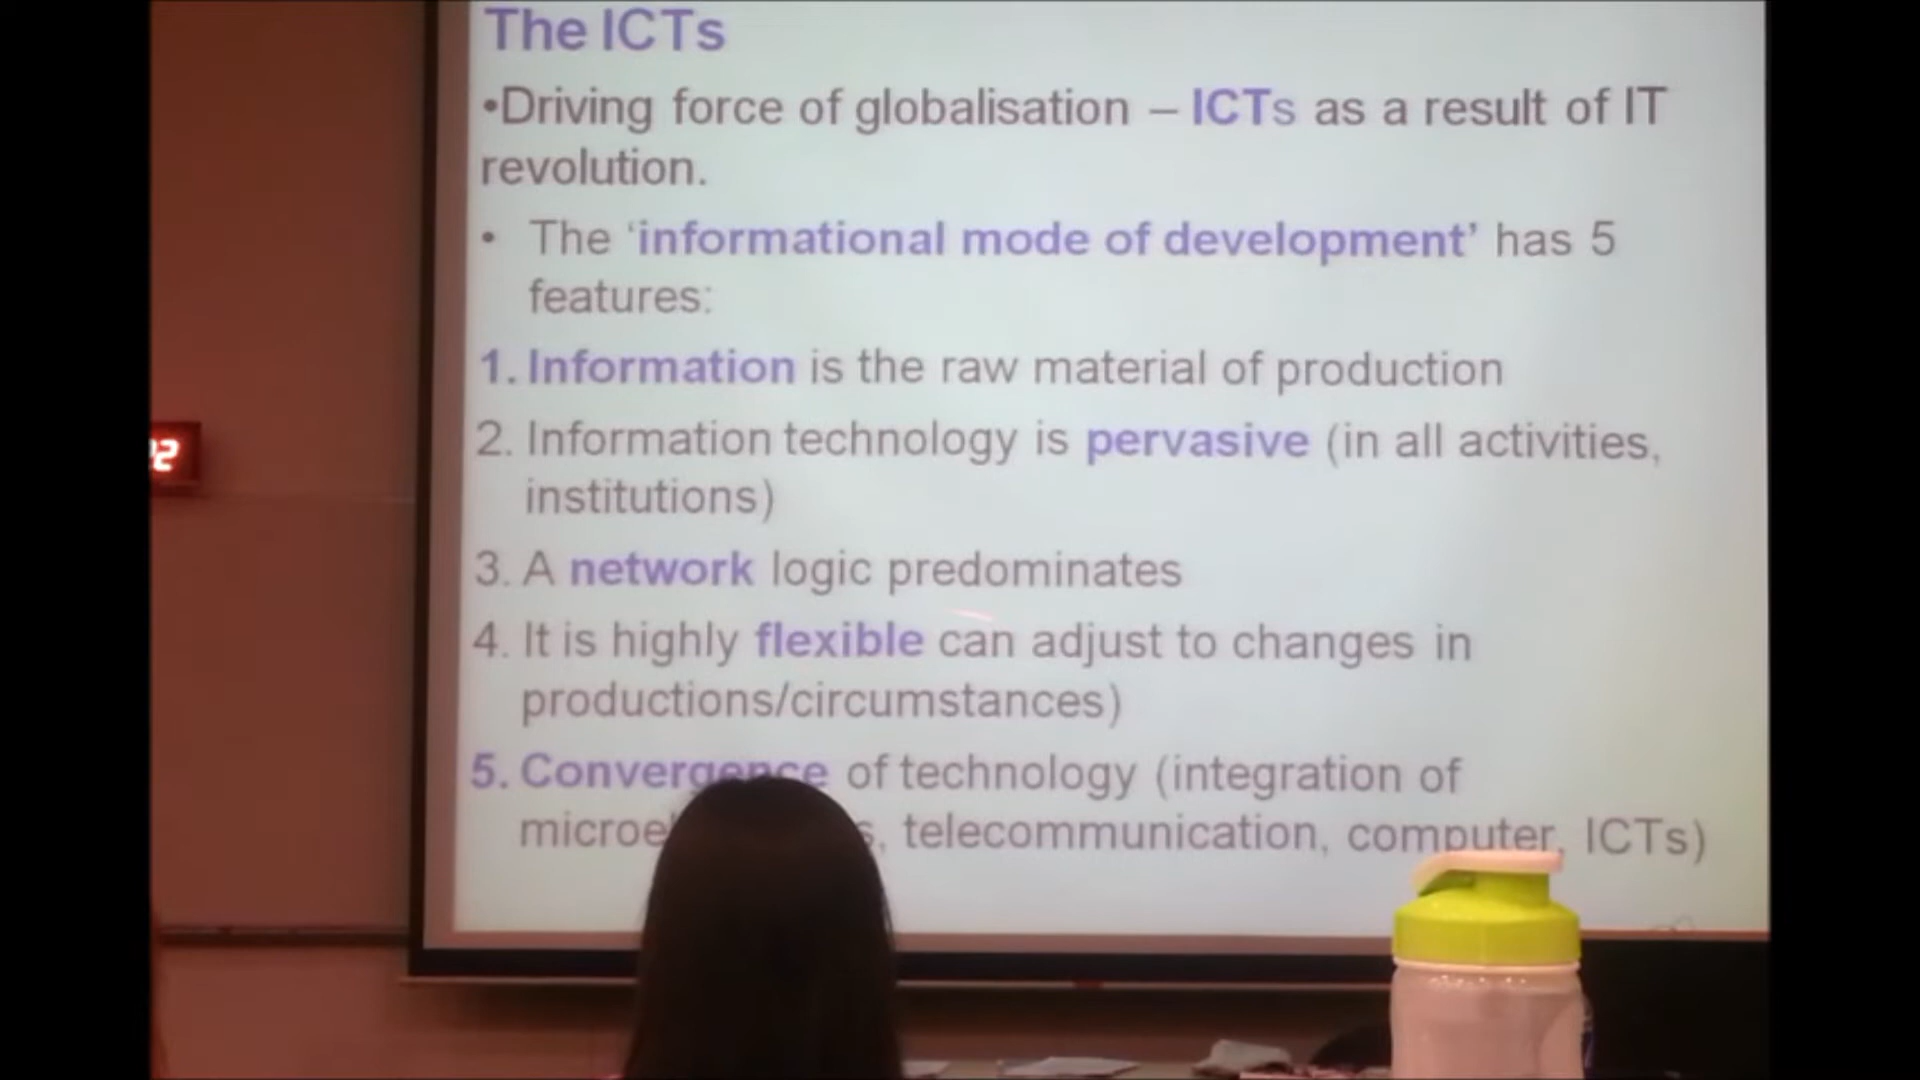 The ICTs
•Driving force of globalisation – ICTs as a result of IT
revolution.
• The ‘informational mode of development’ has 5
features:
1. Information is the raw material of production
2. Information technology is pervasive (in all activities,
institutions)
3. A network logic predominates
4. It is highly flexible can adjust to changes in
productions/circumstances)
5. Convergence of technology (integration of
telecommunication, computer, ICTs)